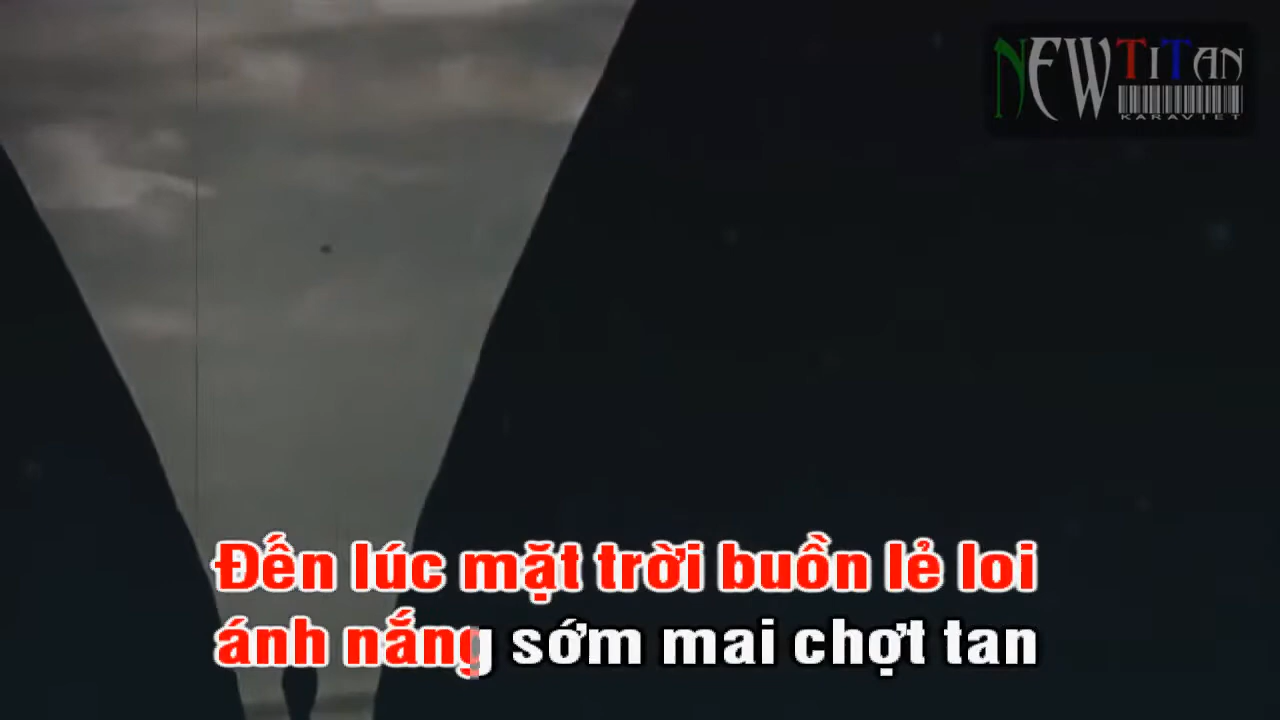 NEWTiTAN
KARAVIET
Đến lúc mặt trời buồn lẻ loi
ánh nắng sớm mai chợt tan